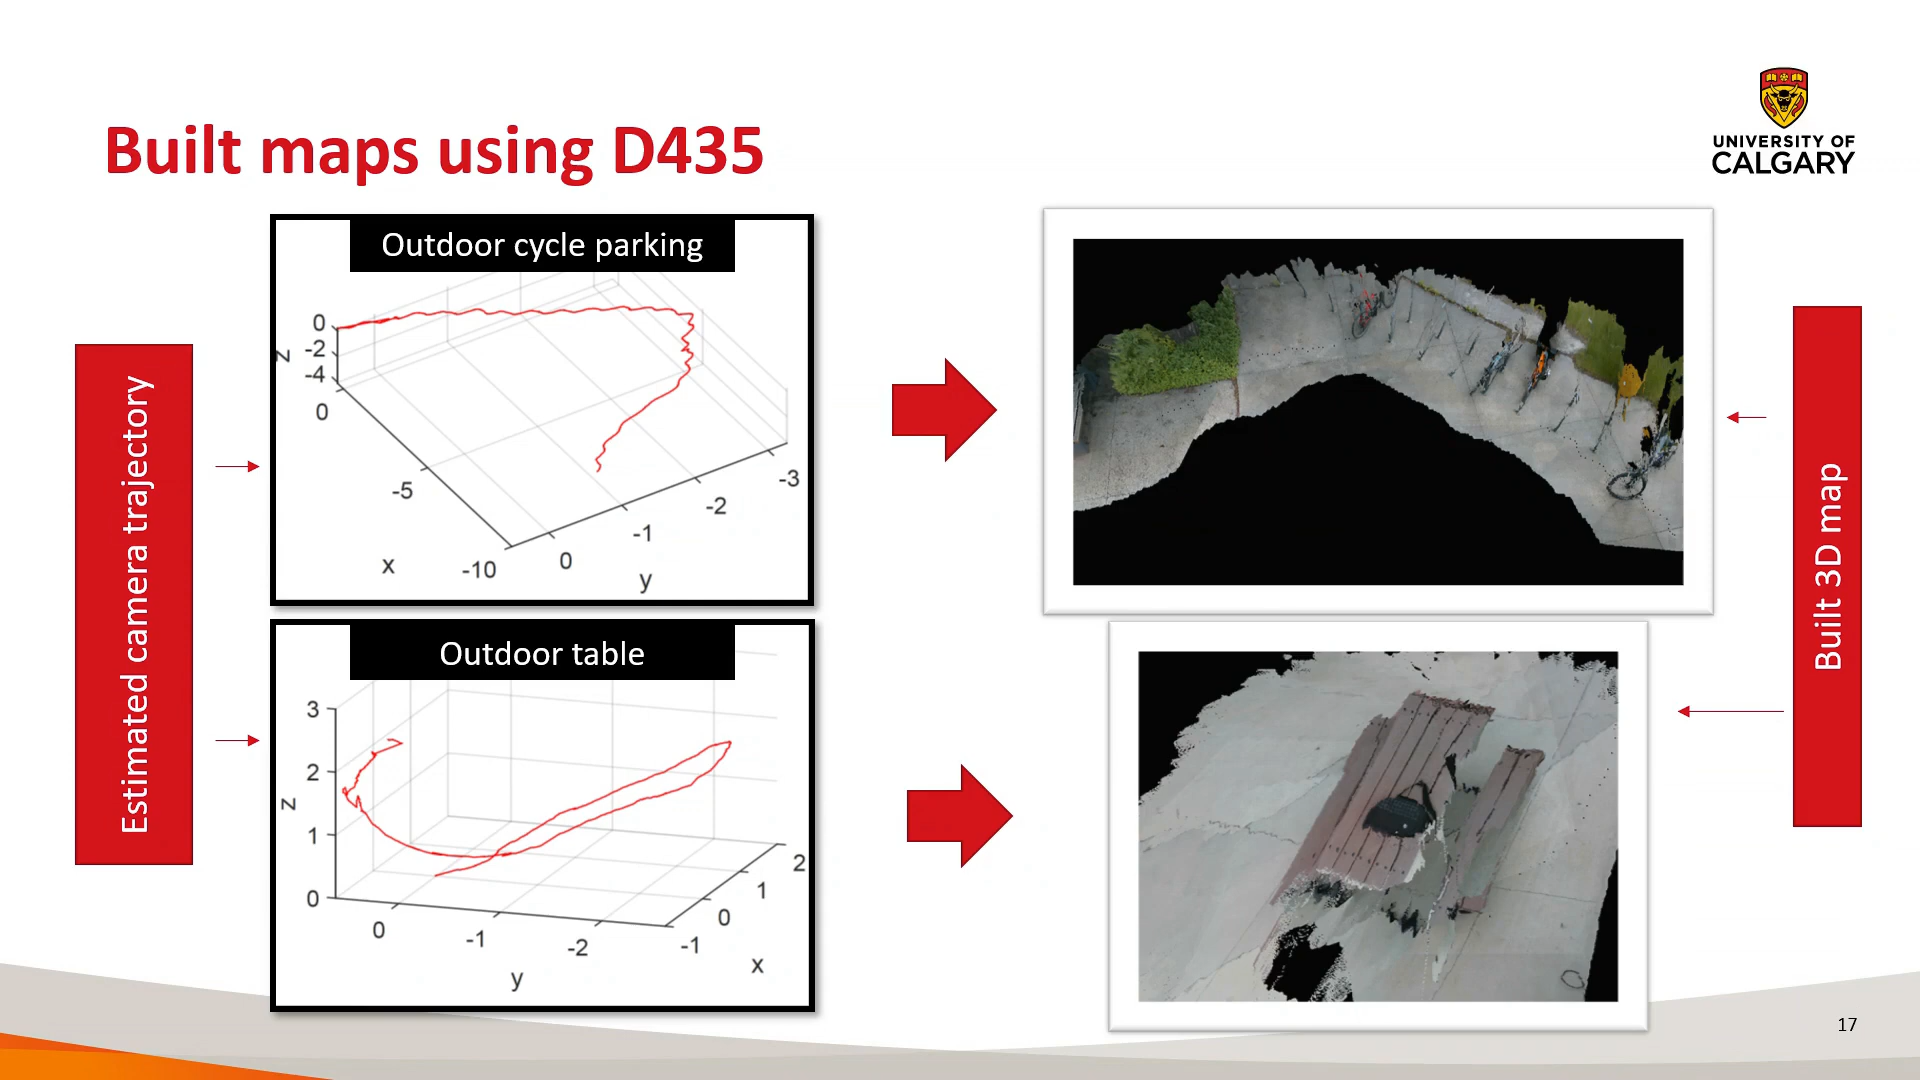 Built maps using D435
UNIVERSITY OF
CALGARY
Estimated camera trajectory
Outdoor cycle parking
0
-2
-4
z
0
-5
-10
x
0
-1
-2
-3
y
Outdoor table
3
2
1
0
z
0
-1
-2
y
-1
0
1
2
x
Built 3D map
17